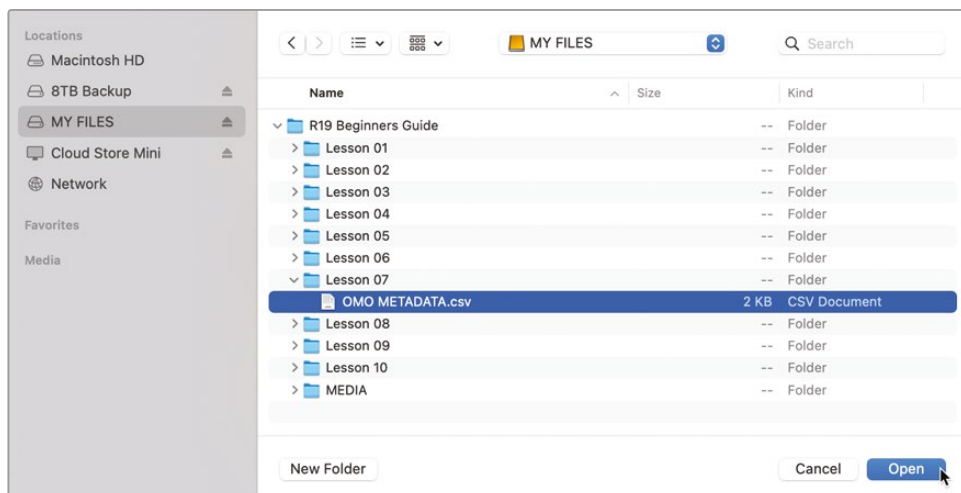 Locations
Macintosh HD
8TB Backup
MY FILES
Cloud Store Mini
Network
Favorites
Media
MY FILES
Search
Name Size Kind
R19 Beginners Guide -- Folder
Lesson 01 -- Folder
Lesson 02 -- Folder
Lesson 03 -- Folder
Lesson 04 -- Folder
Lesson 05 -- Folder
Lesson 06 -- Folder
Lesson 07 -- Folder
OMO METADATA.csv 2 KB CSV Document
Lesson 08 -- Folder
Lesson 09 -- Folder
Lesson 10 -- Folder
MEDIA -- Folder
New Folder Cancel Open